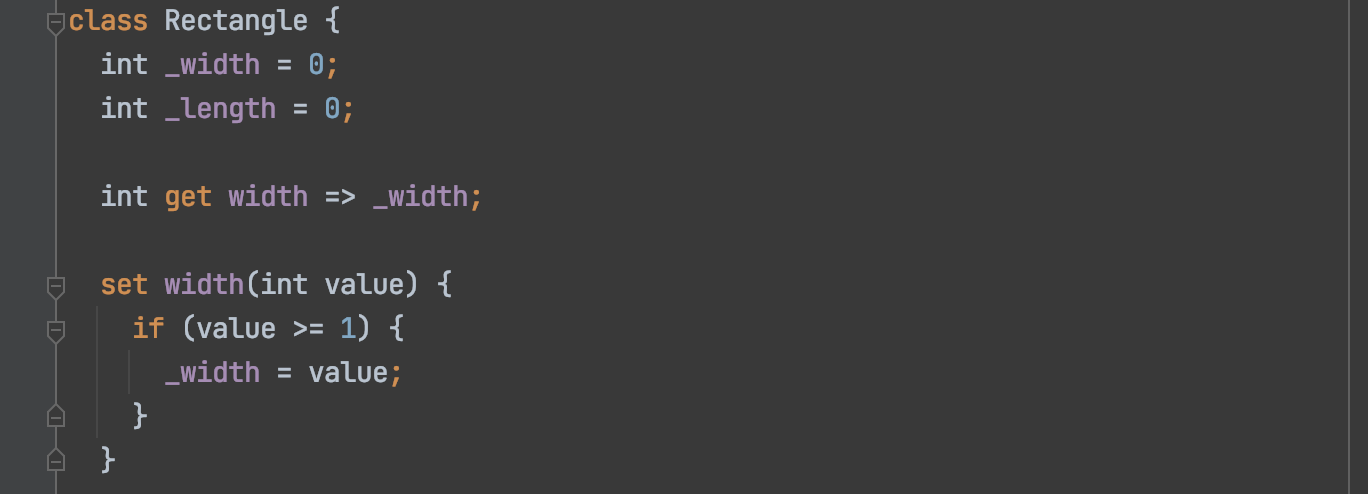 class Rectangle {
  int _width = 0;
  int _length = 0;

  int get width => _width;

  set width(int value) {
    if (value >= 1) {
      _width = value;
    }
  }